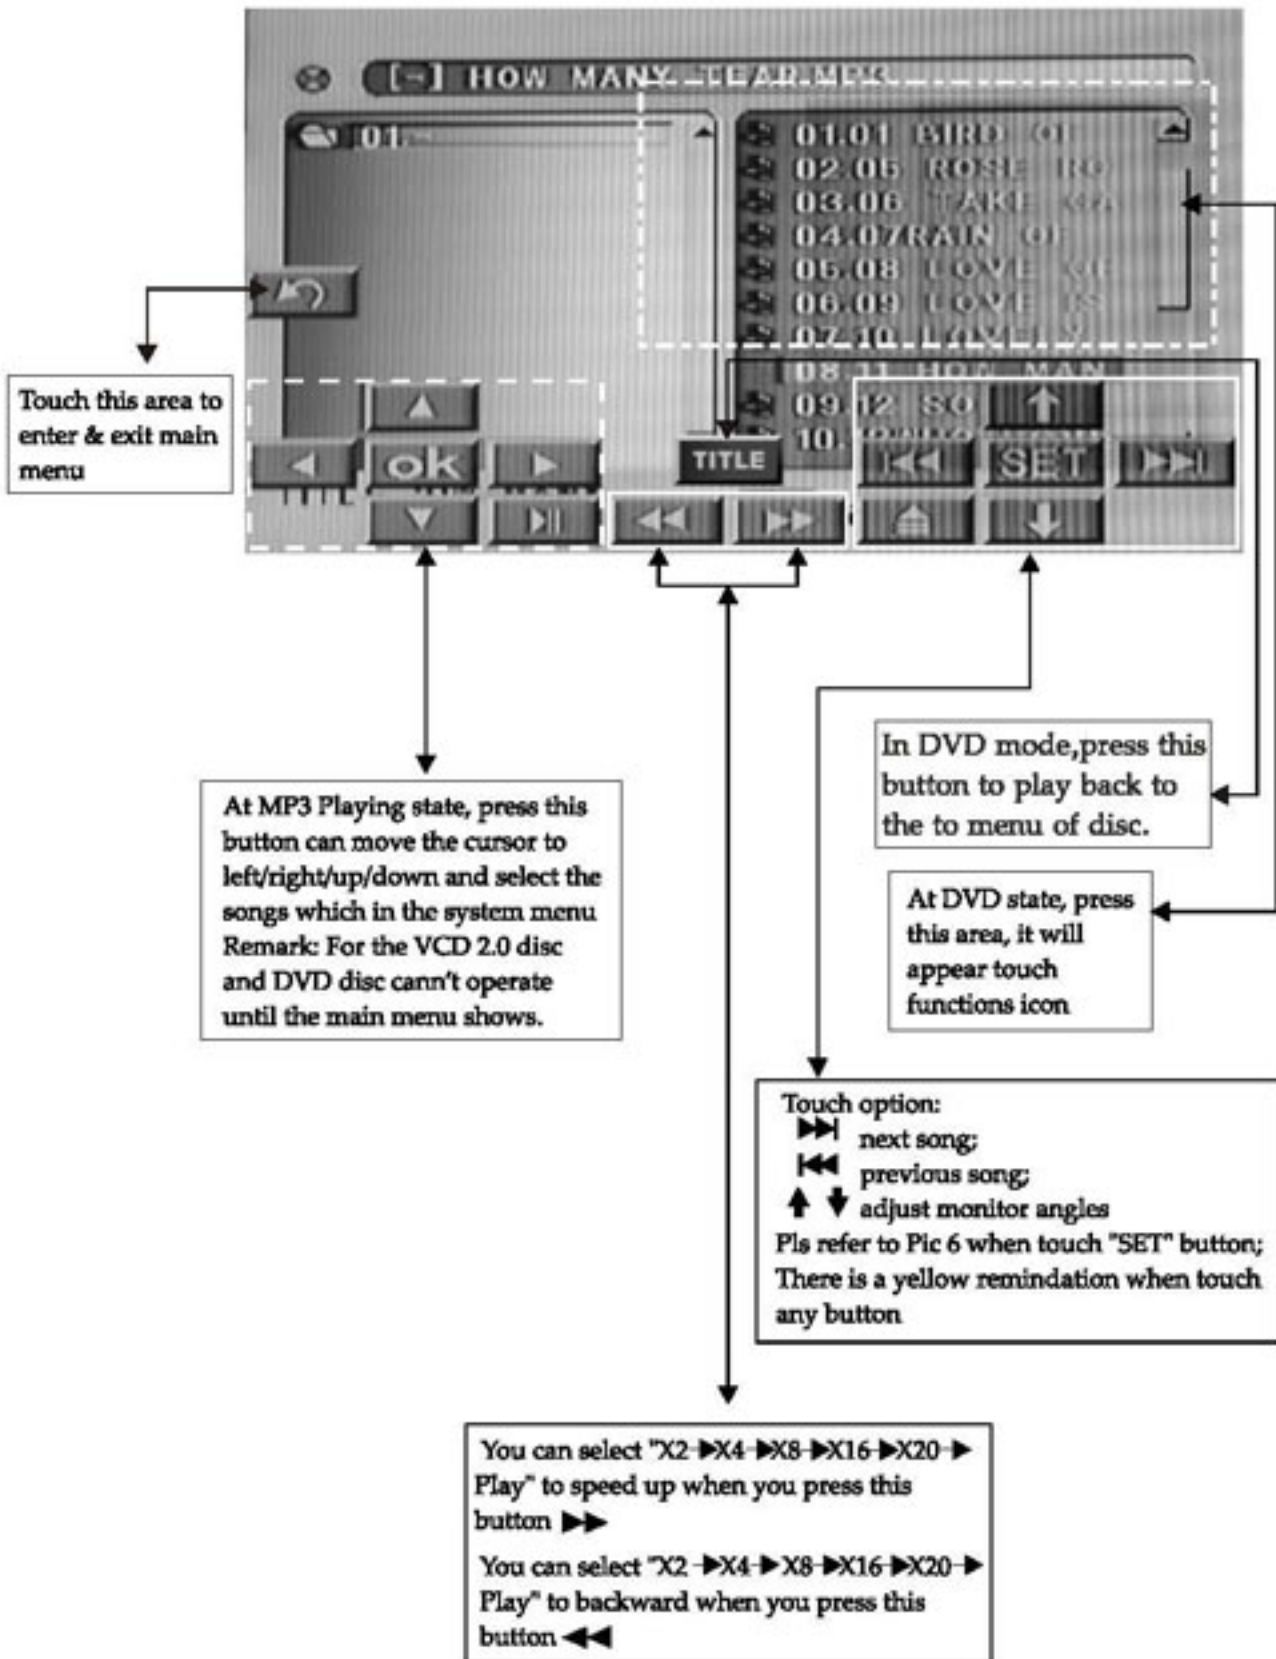 HOW MANY TEAR.MP3
01.
01.01 BIRD OF
02.05 ROSE RO
03.06 TAKE
04.07RAIN OF
05.08 LOVE OF
06.09 LOVE IS
07.10 LOVELY
08.11 HOW MAN
09.12 SO
10.
ok
TITLE
SET
Touch this area to
enter & exit main
menu
In DVD mode,press this
button to play back to
the to menu of disc.
At MP3 Playing state, press this
button can move the cursor to
left/right/up/down and select the
songs which in the system menu
Remark: For the VCD 2.0 disc
and DVD disc cann't operate
until the main menu shows.
At DVD state, press
this area, it will
appear touch
functions icon
Touch option:
next song;
previous song;
adjust monitor angles
Pls refer to Pic 6 when touch "SET" button;
There is a yellow remindation when touch
any button
You can select "X2→X4→X8→X16→X20→
Play" to speed up when you press this
button ▶▶
You can select "X2→X4→X8→X16→X20→
Play" to backward when you press this
button ◀◀